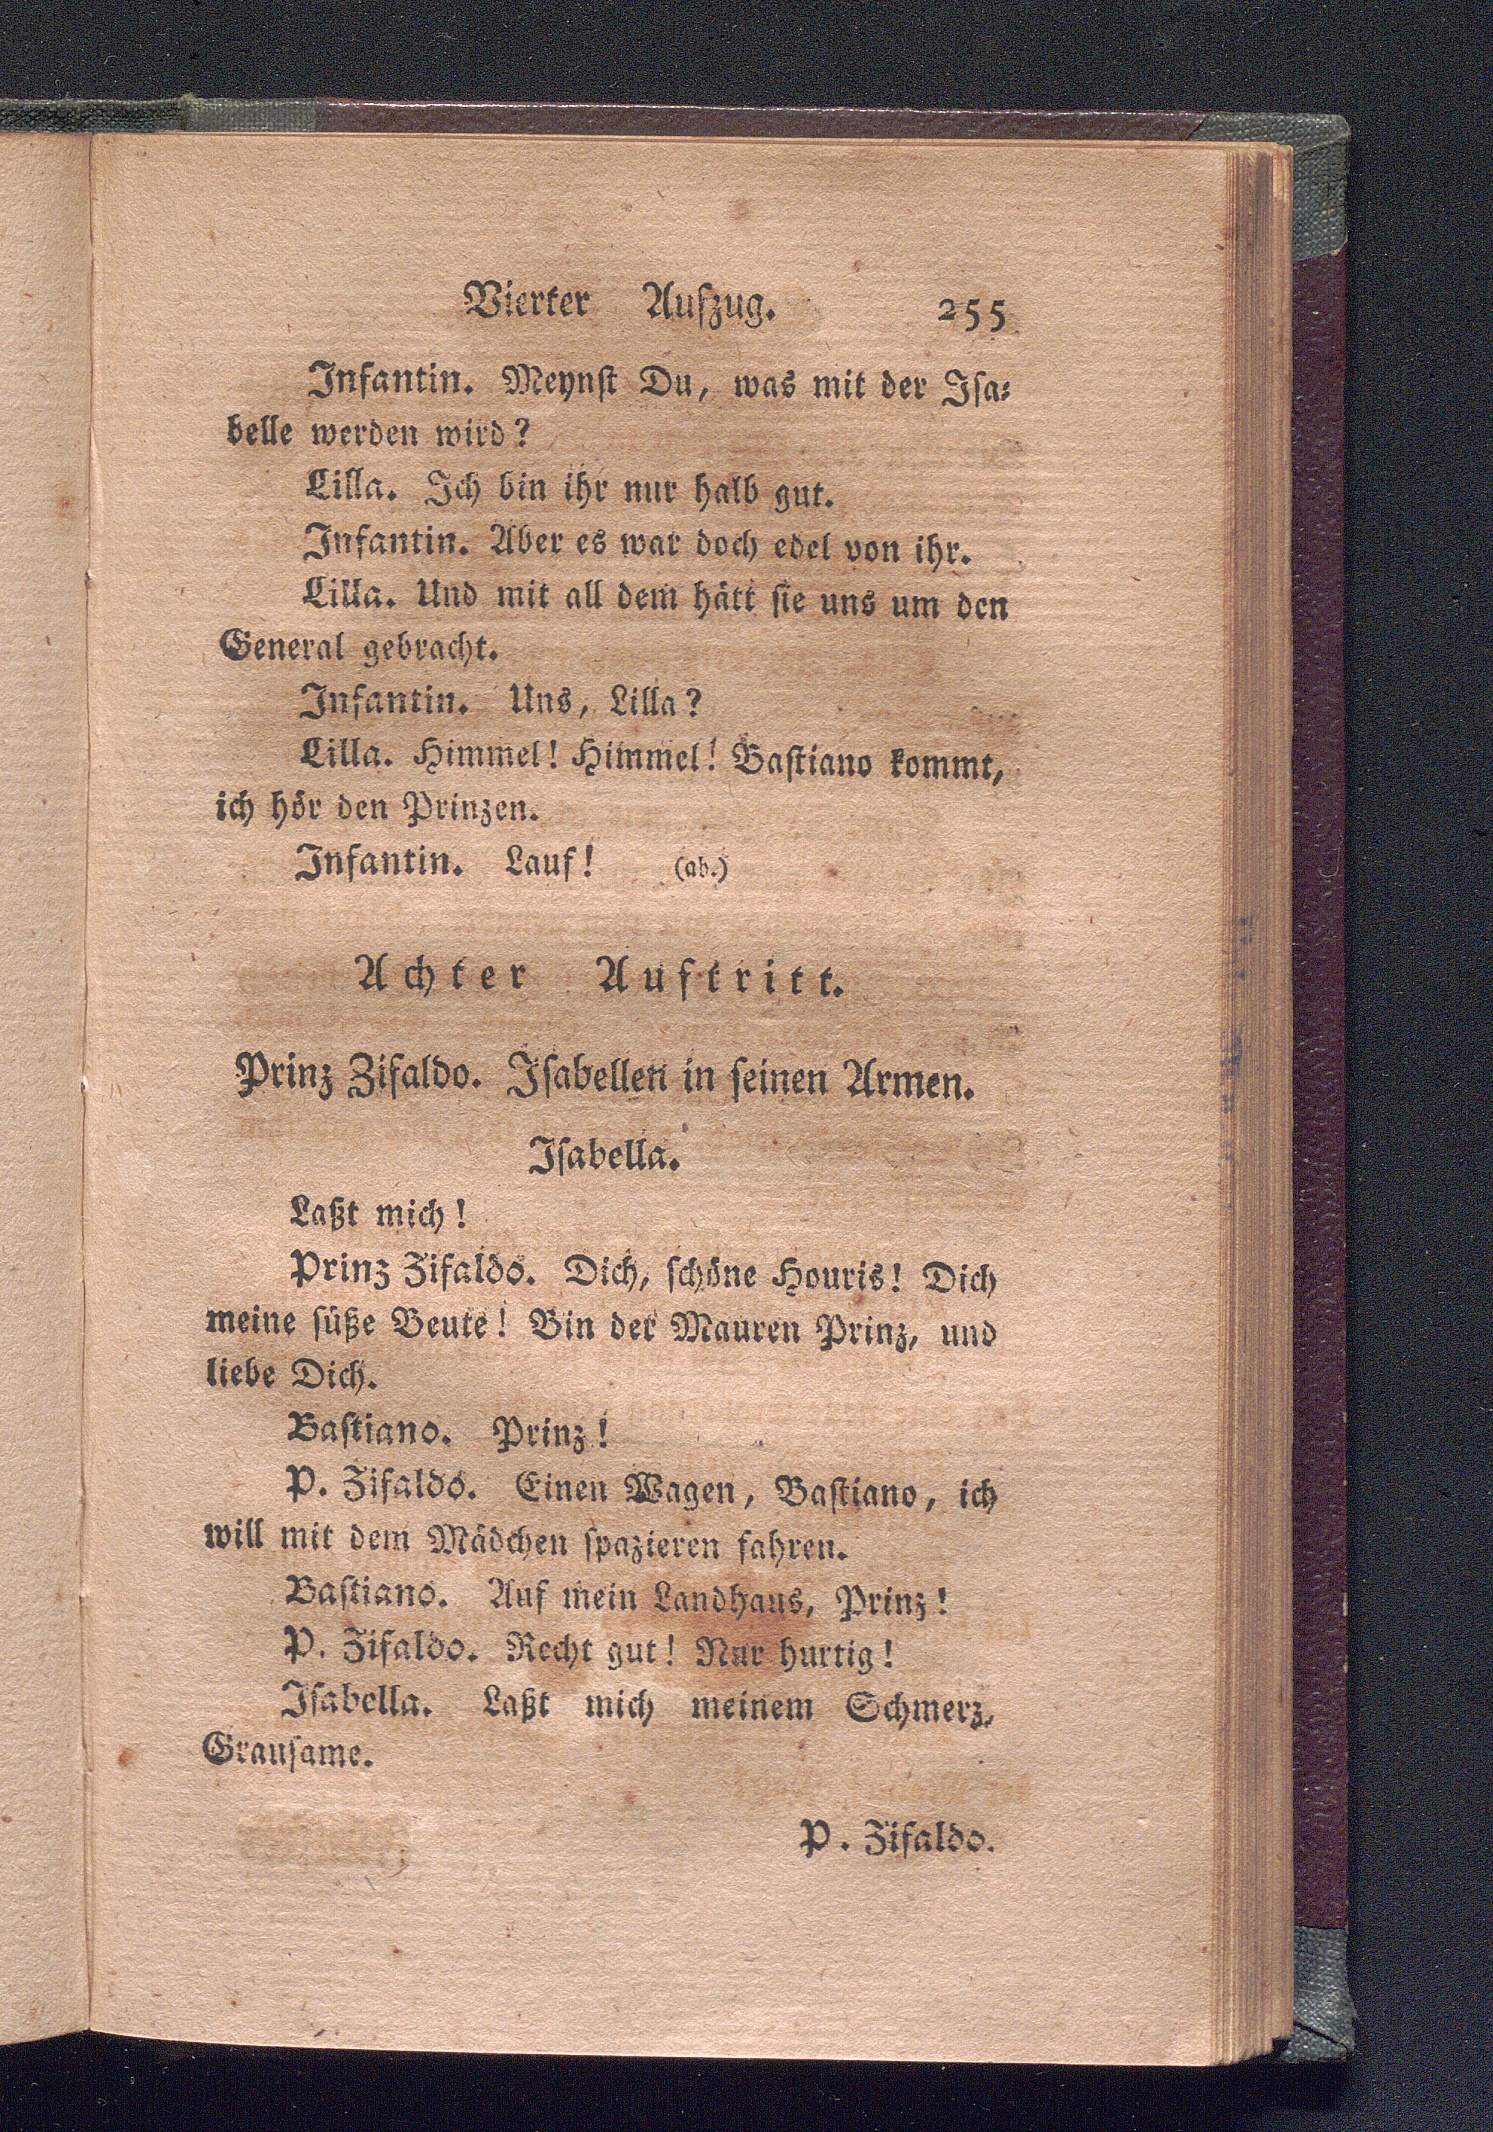 Vierter Aufzug. 255
Infantin. Meynst Du, was mit der Isa-
belle werden wird?
Lilla. Ich bin ihr nur halb gut.
Infantin. Aber es war doch edel von ihr.
Lilla. Und mit all dem hätt sie uns um den
General gebracht.
Infantin. Uns, Lilla?
Lilla. Himmel! Himmel! Bastiano kommt,
ich hör den Prinzen.
Infantin. Lauf! (ab.)
Achter Auftritt.
Prinz Zifaldo. Isabellen in seinen Armen.
Isabella.
Laßt mich!
Prinz Zifaldo. Dich, schöne Houris! Dich
meine süße Beute! Bin der Mauren Prinz, und
liebe Dich.
Bastiano. Prinz!
P. Zifaldo. Einen Wagen, Bastiano, ich
will mit dem Mädchen spazieren fahren.
Bastiano. Auf mein Landhaus, Prinz!
P. Zifaldo. Recht gut! Nur hurtig!
Isabella. Laßt mich meinem Schmerz,
Grausame.
P. Zifaldo.